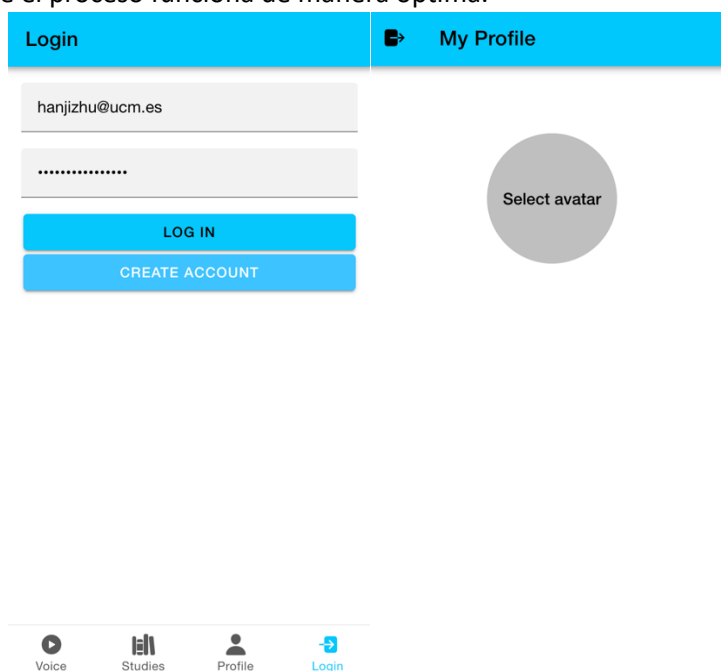 e el proceso funciona de manera óptima.
Login
My Profile
hanjizhu@ucm.es
••••••••••••••••
Select avatar
LOG IN
CREATE ACCOUNT
Voice
Studies
Profile
Login